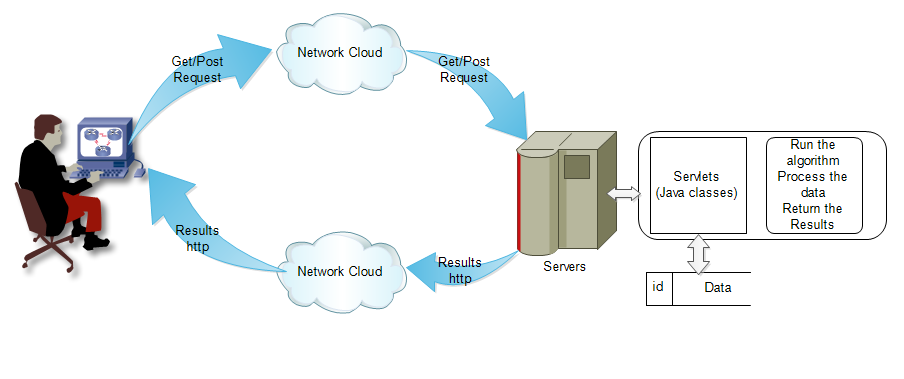 Network Cloud
Get/Post
Request
Get/Post
Request
Run the
algorithm
Process the
data
Return the
Results
Servlets
(Java classes)
Results
http
Network Cloud
Results
http
Servers
id
Data